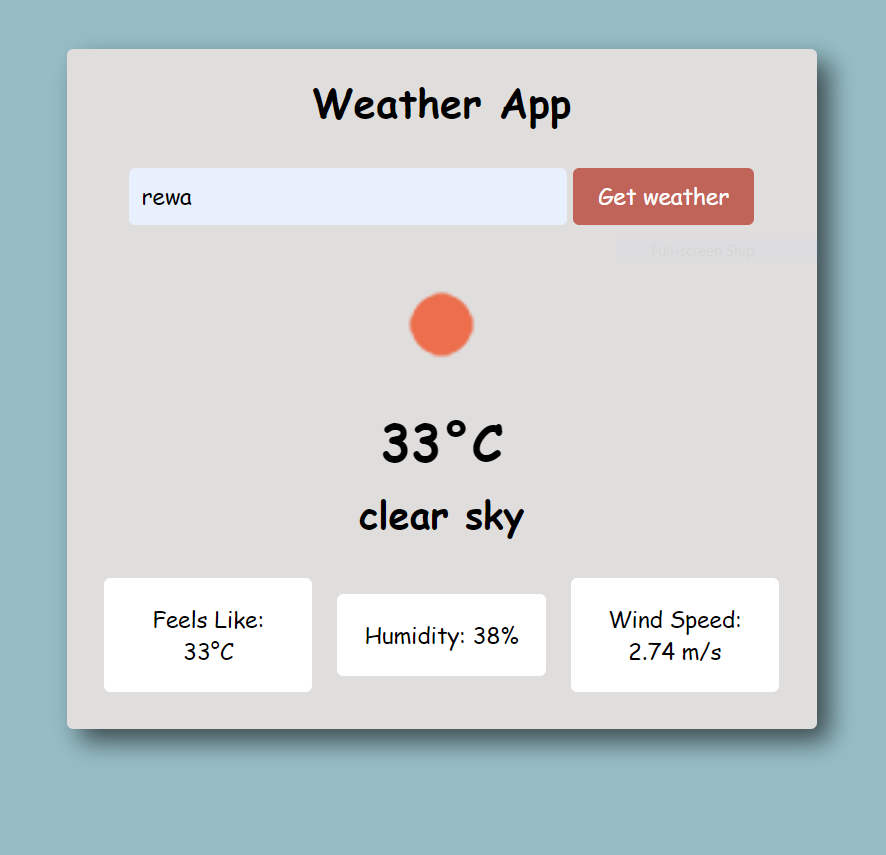 Weather App
rewa
Get weather
Full-screen Snip
33°C
clear sky
Feels Like:
33°C
Humidity: 38%
Wind Speed:
2.74 m/s